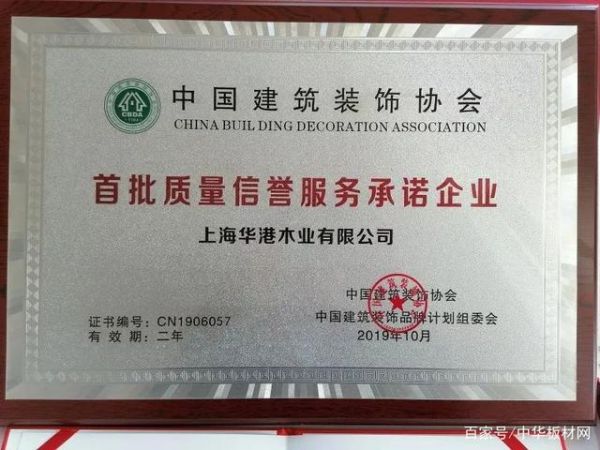 CBDA
中国建筑装饰协会
CHINA BUIL DING DECORATION ASSOCIATION
首批质量信誉服务承诺企业
上海华港木业有限公司
中国建筑装饰协会
证书编号：CN1906057
中国建筑装饰品牌计划组委会
有效期：二年
2019年10月
百家号/中华板材网